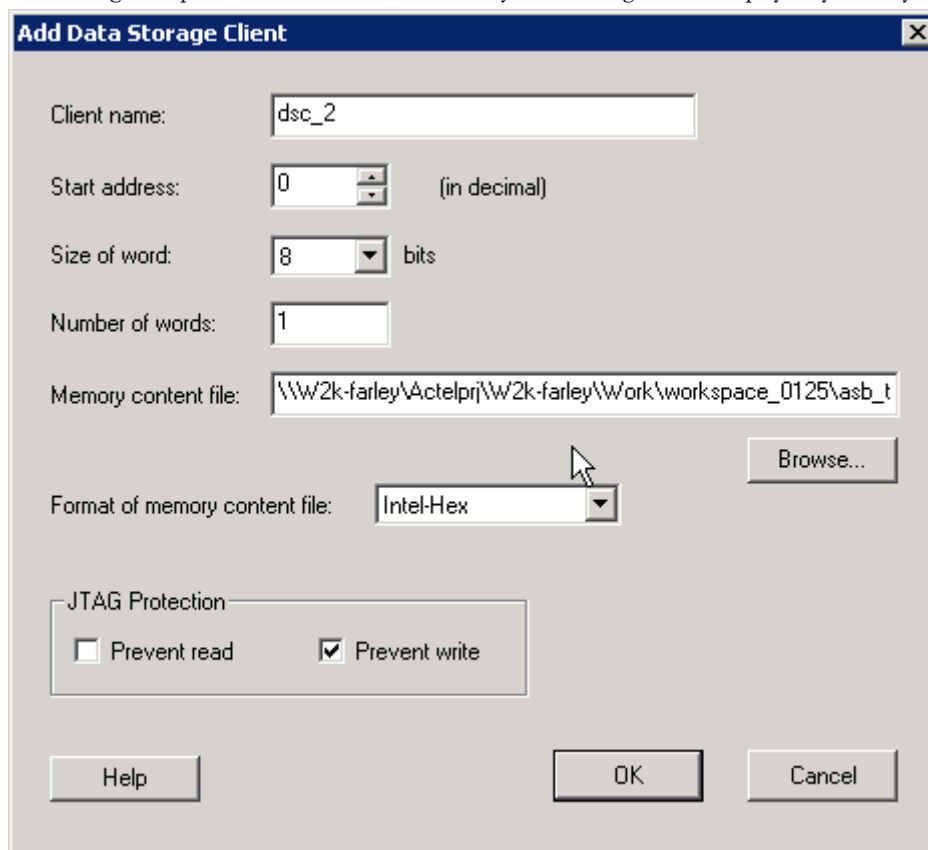 Add Data Storage Client
Client name: dsc_2
Start address: 0 (in decimal)
Size of word: 8 bits
Number of words: 1
Memory content file: \\W2k-farley\Actelprj\W2k-farley\Work\workspace_0125\asb_t
Browse...
Format of memory content file: Intel-Hex
JTAG Protection
Prevent read Prevent write
Help OK Cancel